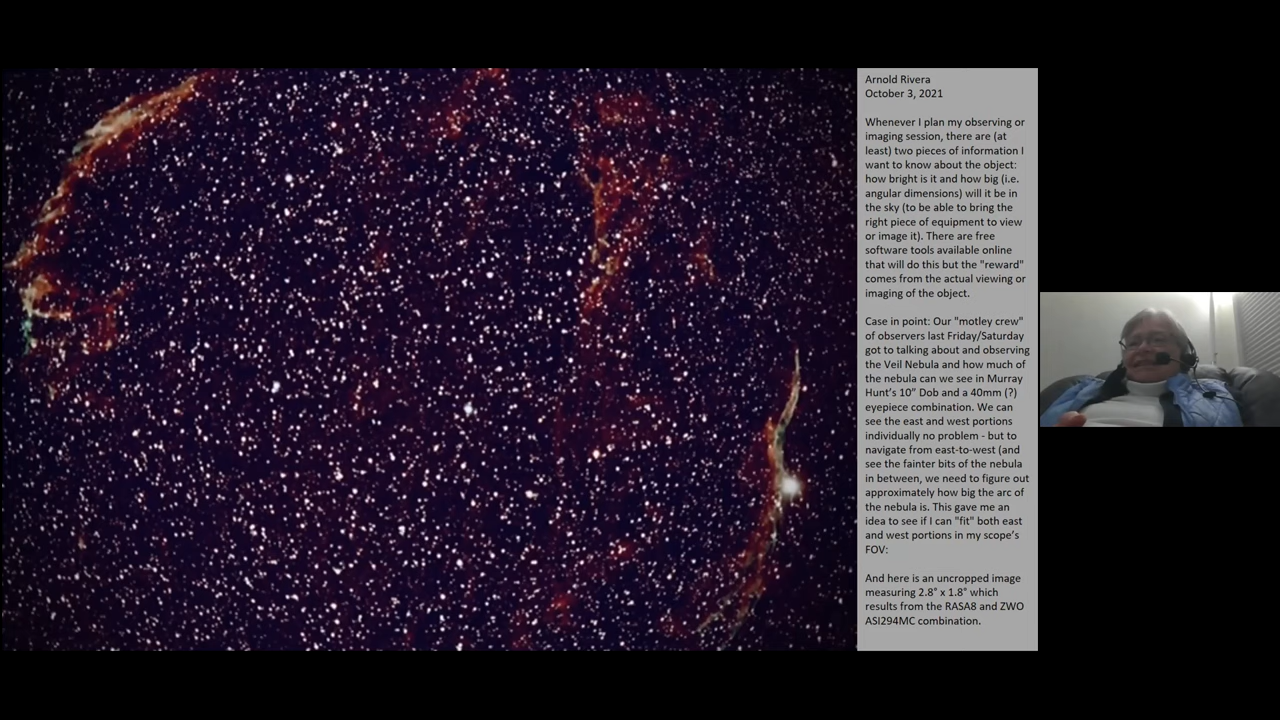 Arnold Rivera
October 3, 2021
Whenever I plan my observing or
imaging session, there are (at
least) two pieces of information I
want to know about the object:
how bright is it and how big (i.e.
angular dimensions) will it be in
the sky (to be able to bring the
right piece of equipment to view
or image it). There are free
software tools available online
that will do this but the "reward"
comes from the actual viewing or
imaging of the object.
Case in point: Our "motley crew"
of observers last Friday/Saturday
got to talking about and observing
the Veil Nebula and how much of
the nebula can we see in Murray
Hunt's 10" Dob and a 40mm (?)
eyepiece combination. We can
see the east and west portions
individually no problem - but to
navigate from east-to-west (and
see the fainter bits of the nebula
in between, we need to figure out
approximately how big the arc of
the nebula is. This gave me an
idea to see if I can "fit" both east
and west portions in my scope's
FOV:
And here is an uncropped image
measuring 2.8° x 1.8° which
results from the RASA8 and ZWO
ASI294MC combination.